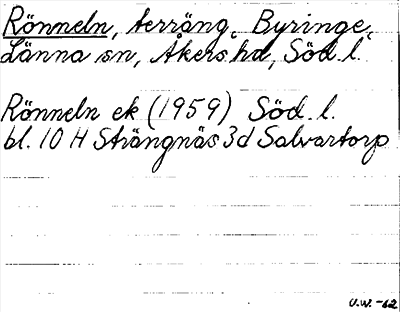 Rönneln, terräng, Byringe,
Länna sn, Åkers hd, Söd. l.
Rönneln ek (1959) Söd. l.
bl. 10 H Strängnäs 3d Salvartorp
U.W. -62